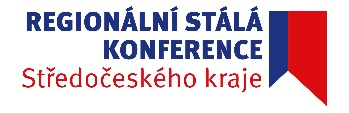 REGIONÁLNÍ STÁLÁ
KONFERENCE
Středočeského kraje